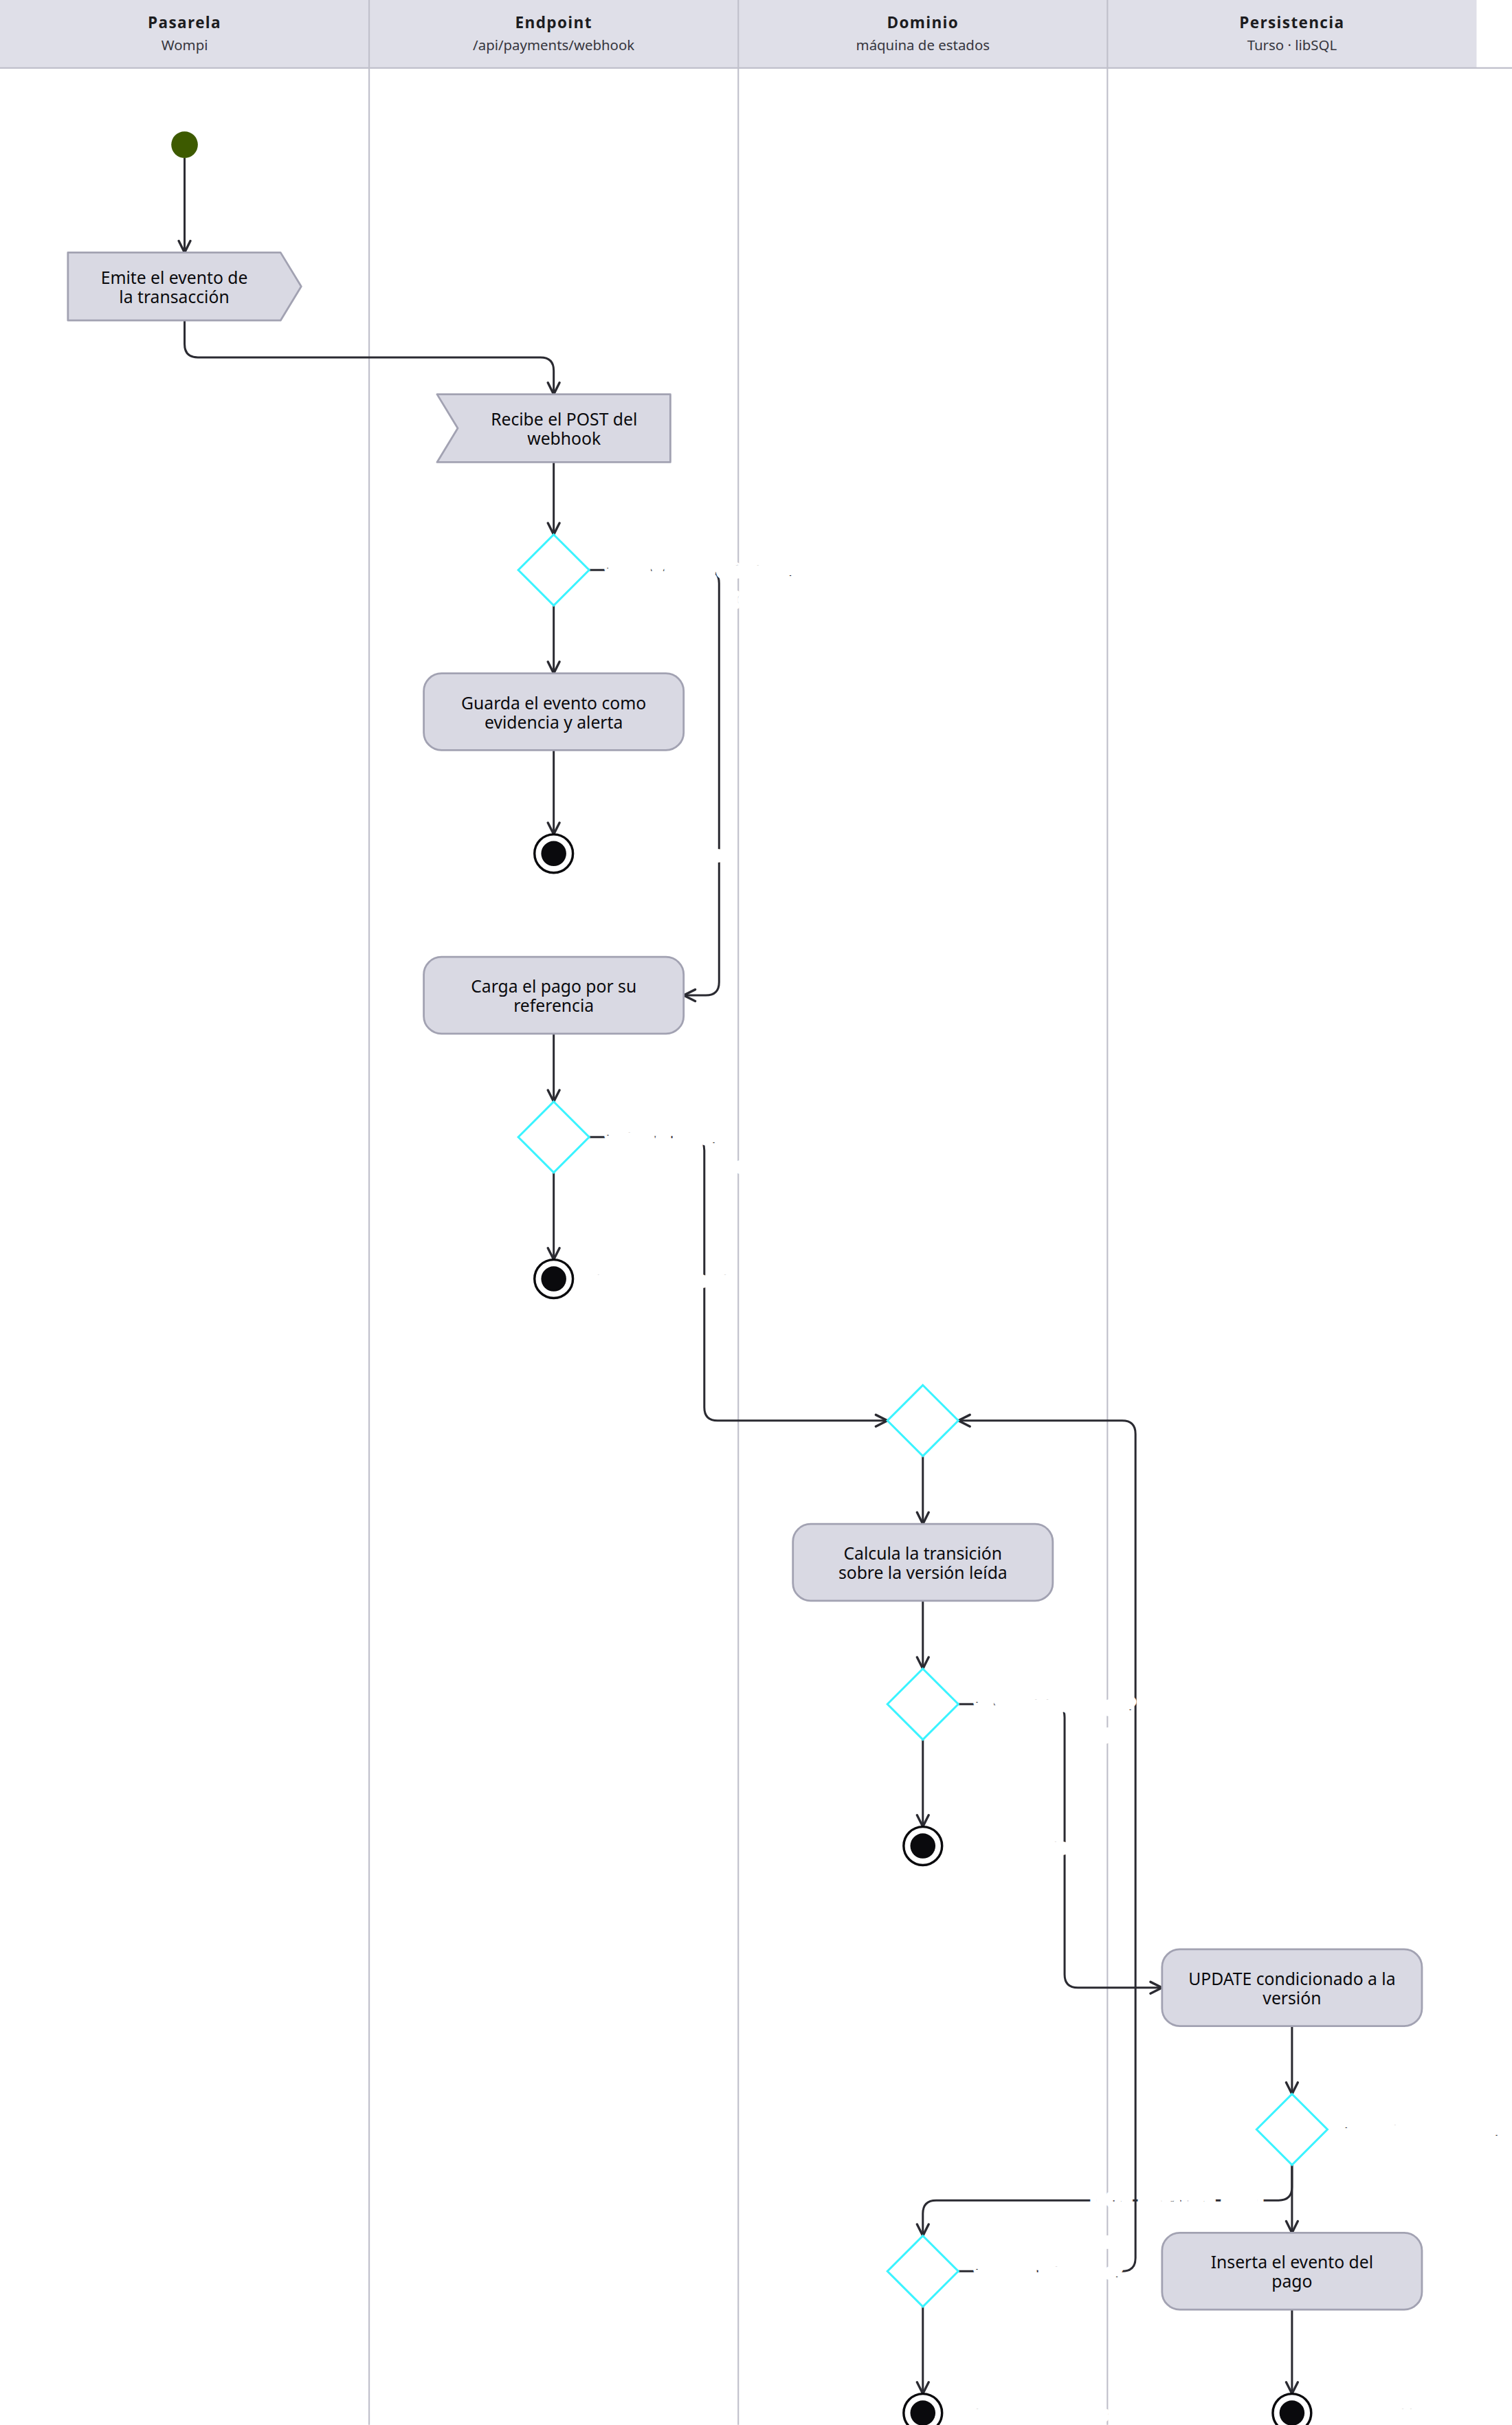 Pasarela
Wompi
Endpoint
/api/payments/webhook
Dominio
máquina de estados
Persistencia
Turso · libSQL
Emite el evento de
la transacción
Recibe el POST del
webhook
Guarda el evento como
evidencia y alerta
Carga el pago por su
referencia
Calcula la transición
sobre la versión leída
UPDATE condicionado a la
versión
Inserta el evento del
pago